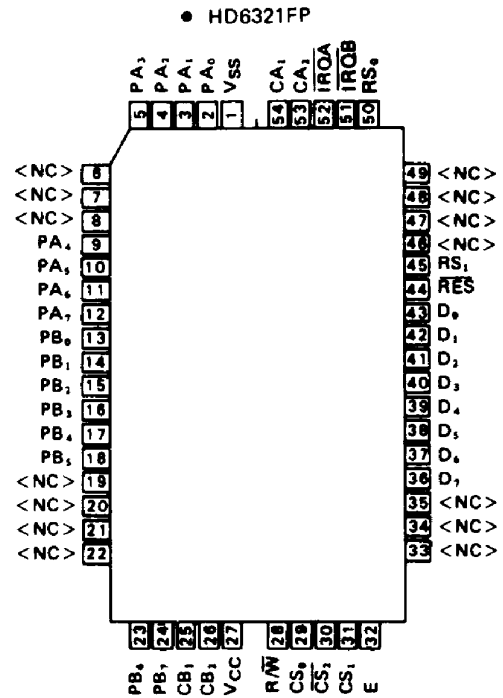 ● HD6321FP
PA₃ PA₂ PA₁ PA₀ VSS CA₁ CA₂ I̅R̅Q̅A̅ I̅R̅Q̅B̅ RS₀
5 4 3 2 1 54 53 52 51 50
<NC> 6
<NC> 7
<NC> 8
PA₄ 9
PA₅ 10
PA₆ 11
PA₇ 12
PB₀ 13
PB₁ 14
PB₂ 15
PB₃ 16
PB₄ 17
PB₅ 18
<NC> 19
<NC> 20
<NC> 21
<NC> 22
49 <NC>
48 <NC>
47 <NC>
46 <NC>
45 RS₁
44 R̅E̅S̅
43 D₀
42 D₁
41 D₂
40 D₃
39 D₄
38 D₅
37 D₆
36 D₇
35 <NC>
34 <NC>
33 <NC>
23 24 25 26 27 28 29 30 31 32
PB₆ PB₇ CB₁ CB₂ VCC R/W̅ CS₀ C̅S̅₂ CS₁ E